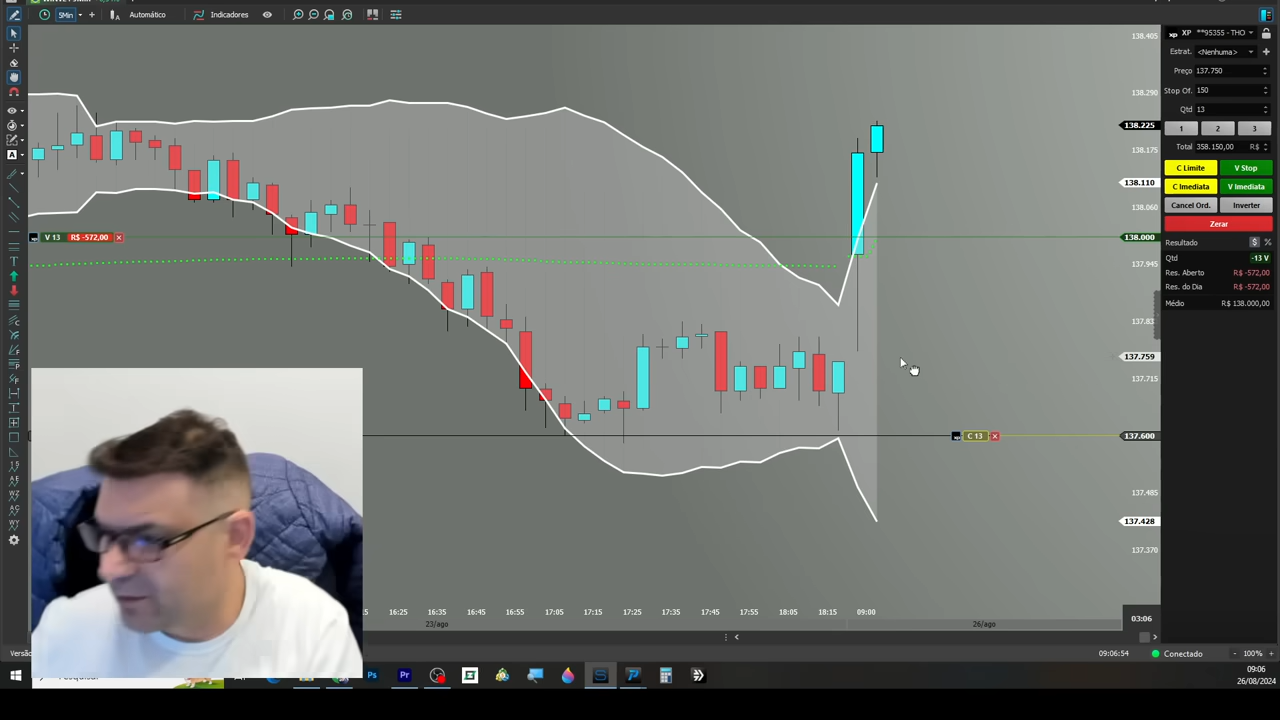 5Min
Automático
Indicadores
138.405
138.290
138.225
138.175
138.110
138.060
138.000
137.945
137.83
137.759
137.715
137.600
137.485
137.428
137.370
V 13 R$ -572,00
C 13
16:25 16:35 16:45 16:55 17:05 17:15 17:25 17:35 17:45 17:55 18:05 18:15 09:00
23/ago 26/ago
03:06
XP **95355 - THO
Estrat. <Nenhuma>
Preço 137.750
Stop Of. 150
Qtd 13
1 2 3
Total 358.150,00 R$
C Limite V Stop
C Imediata V Imediata
Cancel Ord. Inverter
Zerar
Resultado $ %
Qtd -13 V
Res. Aberto R$ -572,00
Res. do Dia R$ -572,00
Médio R$ 138.000,00
Versão
09:06:54 Conectado - 100% +
Ps Pr
09:06
26/08/2024